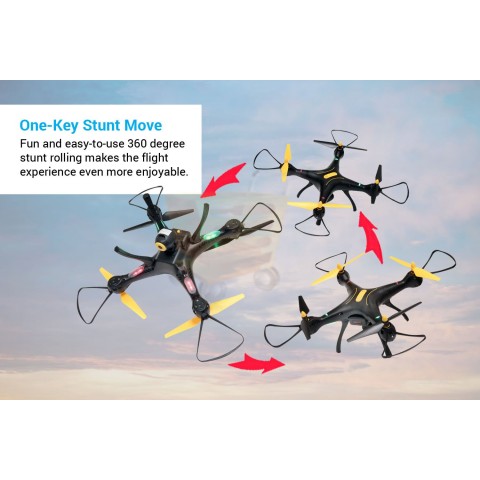 One-Key Stunt Move
Fun and easy-to-use 360 degree
stunt rolling makes the flight
experience even more enjoyable.